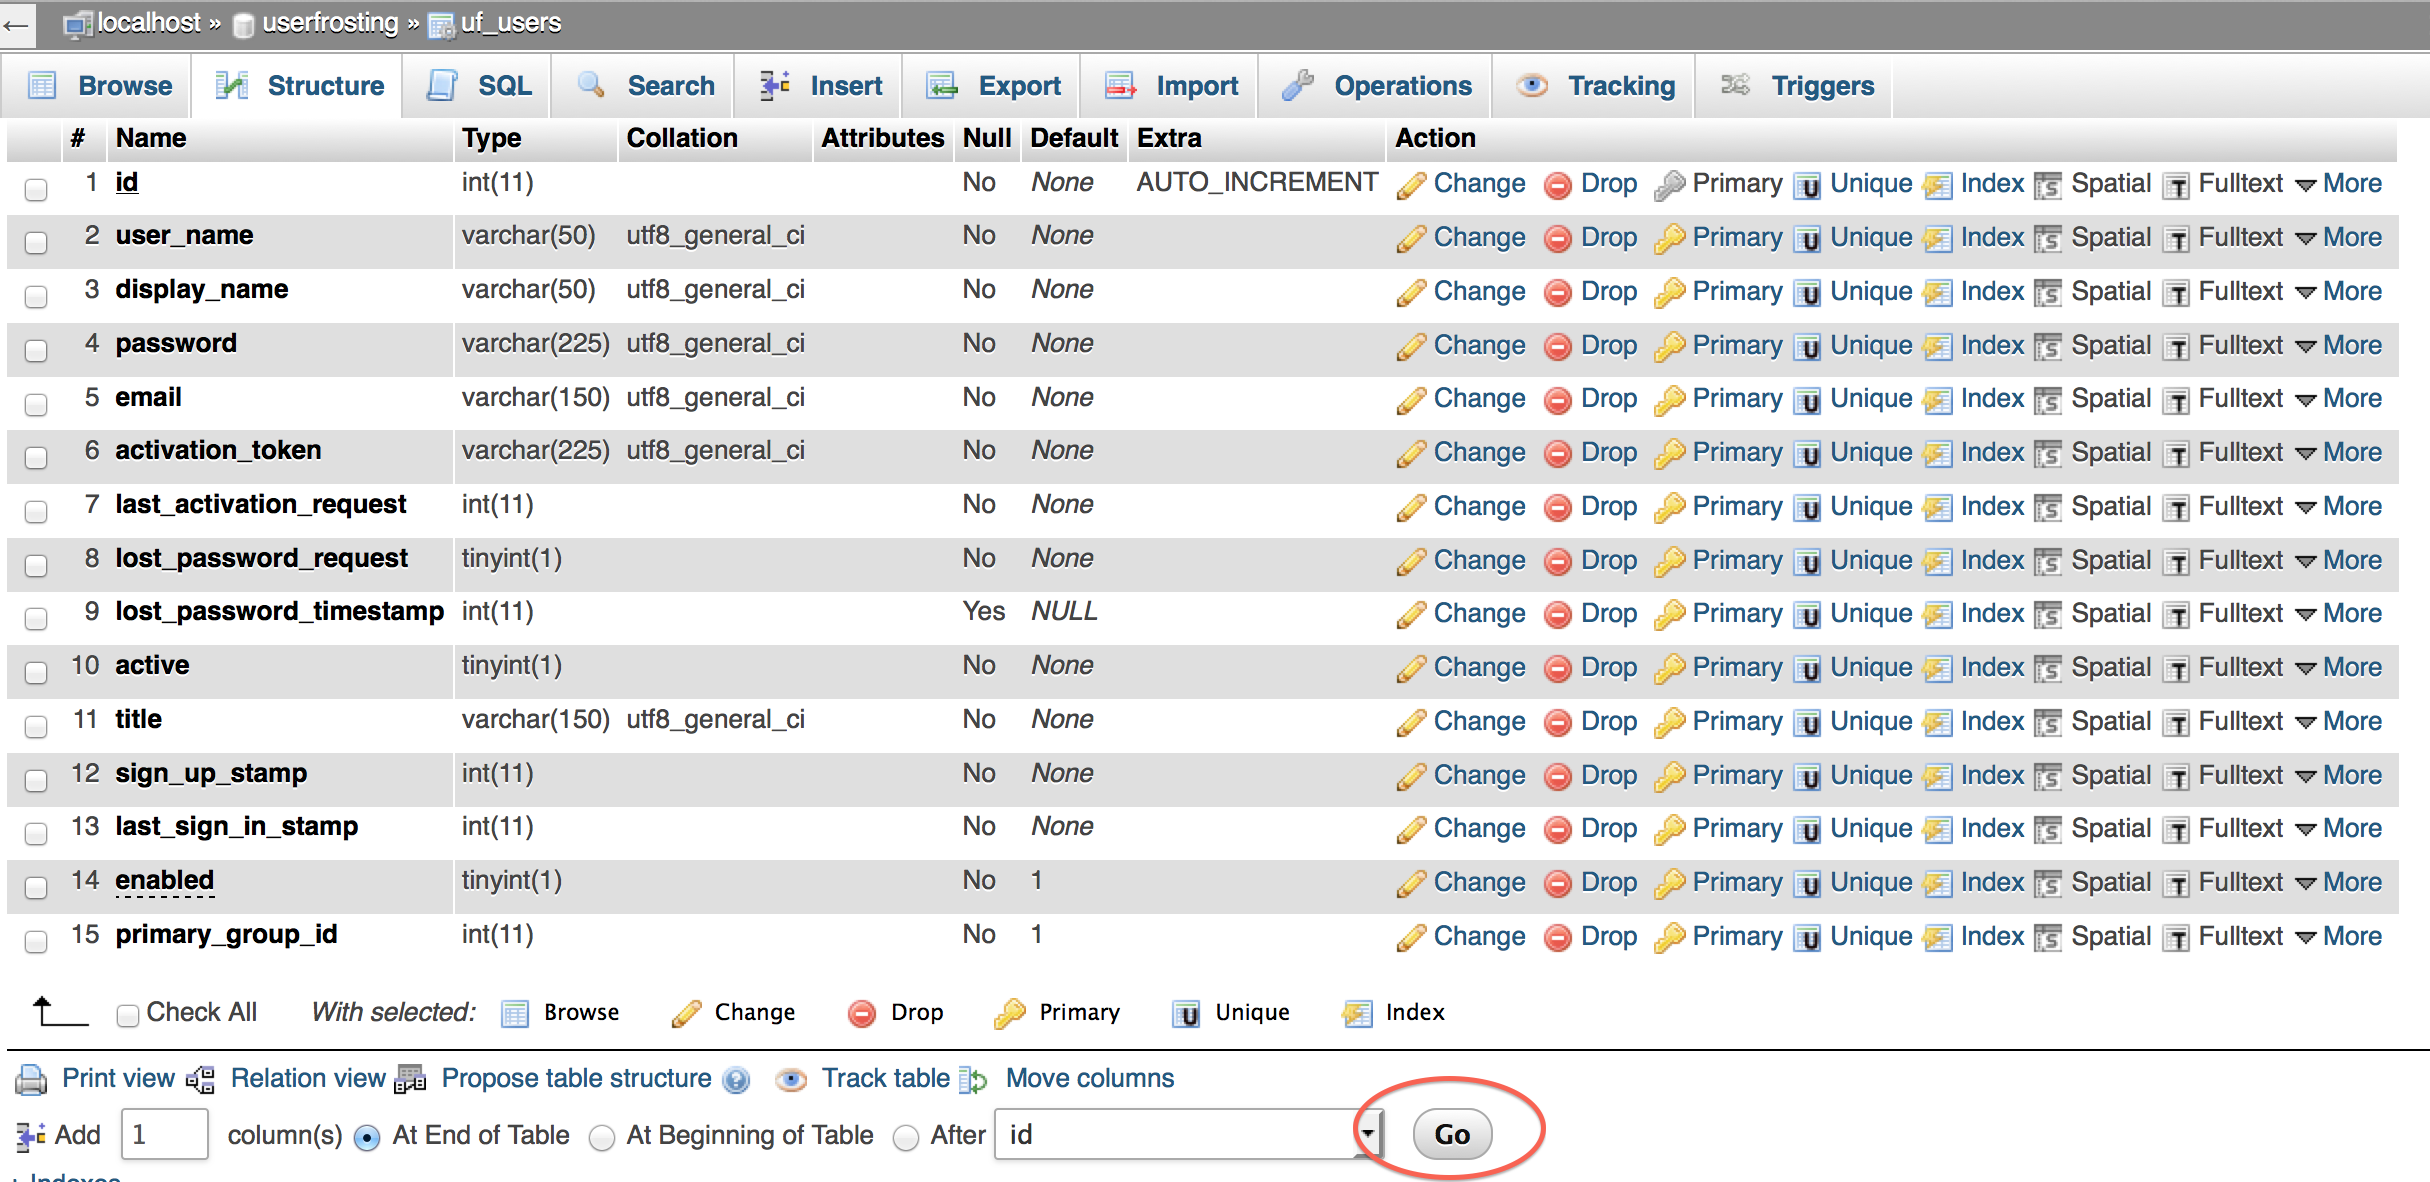 localhost » userfrosting » uf_users
Browse Structure SQL Search Insert Export Import Operations Tracking Triggers
# Name Type Collation Attributes Null Default Extra Action
1 id int(11) No None AUTO_INCREMENT Change Drop Primary Unique Index Spatial Fulltext More
2 user_name varchar(50) utf8_general_ci No None Change Drop Primary Unique Index Spatial Fulltext More
3 display_name varchar(50) utf8_general_ci No None Change Drop Primary Unique Index Spatial Fulltext More
4 password varchar(225) utf8_general_ci No None Change Drop Primary Unique Index Spatial Fulltext More
5 email varchar(150) utf8_general_ci No None Change Drop Primary Unique Index Spatial Fulltext More
6 activation_token varchar(225) utf8_general_ci No None Change Drop Primary Unique Index Spatial Fulltext More
7 last_activation_request int(11) No None Change Drop Primary Unique Index Spatial Fulltext More
8 lost_password_request tinyint(1) No None Change Drop Primary Unique Index Spatial Fulltext More
9 lost_password_timestamp int(11) Yes NULL Change Drop Primary Unique Index Spatial Fulltext More
10 active tinyint(1) No None Change Drop Primary Unique Index Spatial Fulltext More
11 title varchar(150) utf8_general_ci No None Change Drop Primary Unique Index Spatial Fulltext More
12 sign_up_stamp int(11) No None Change Drop Primary Unique Index Spatial Fulltext More
13 last_sign_in_stamp int(11) No None Change Drop Primary Unique Index Spatial Fulltext More
14 enabled tinyint(1) No 1 Change Drop Primary Unique Index Spatial Fulltext More
15 primary_group_id int(11) No 1 Change Drop Primary Unique Index Spatial Fulltext More
Check All With selected: Browse Change Drop Primary Unique Index
Print view Relation view Propose table structure Track table Move columns
Add 1 column(s) At End of Table At Beginning of Table After id Go